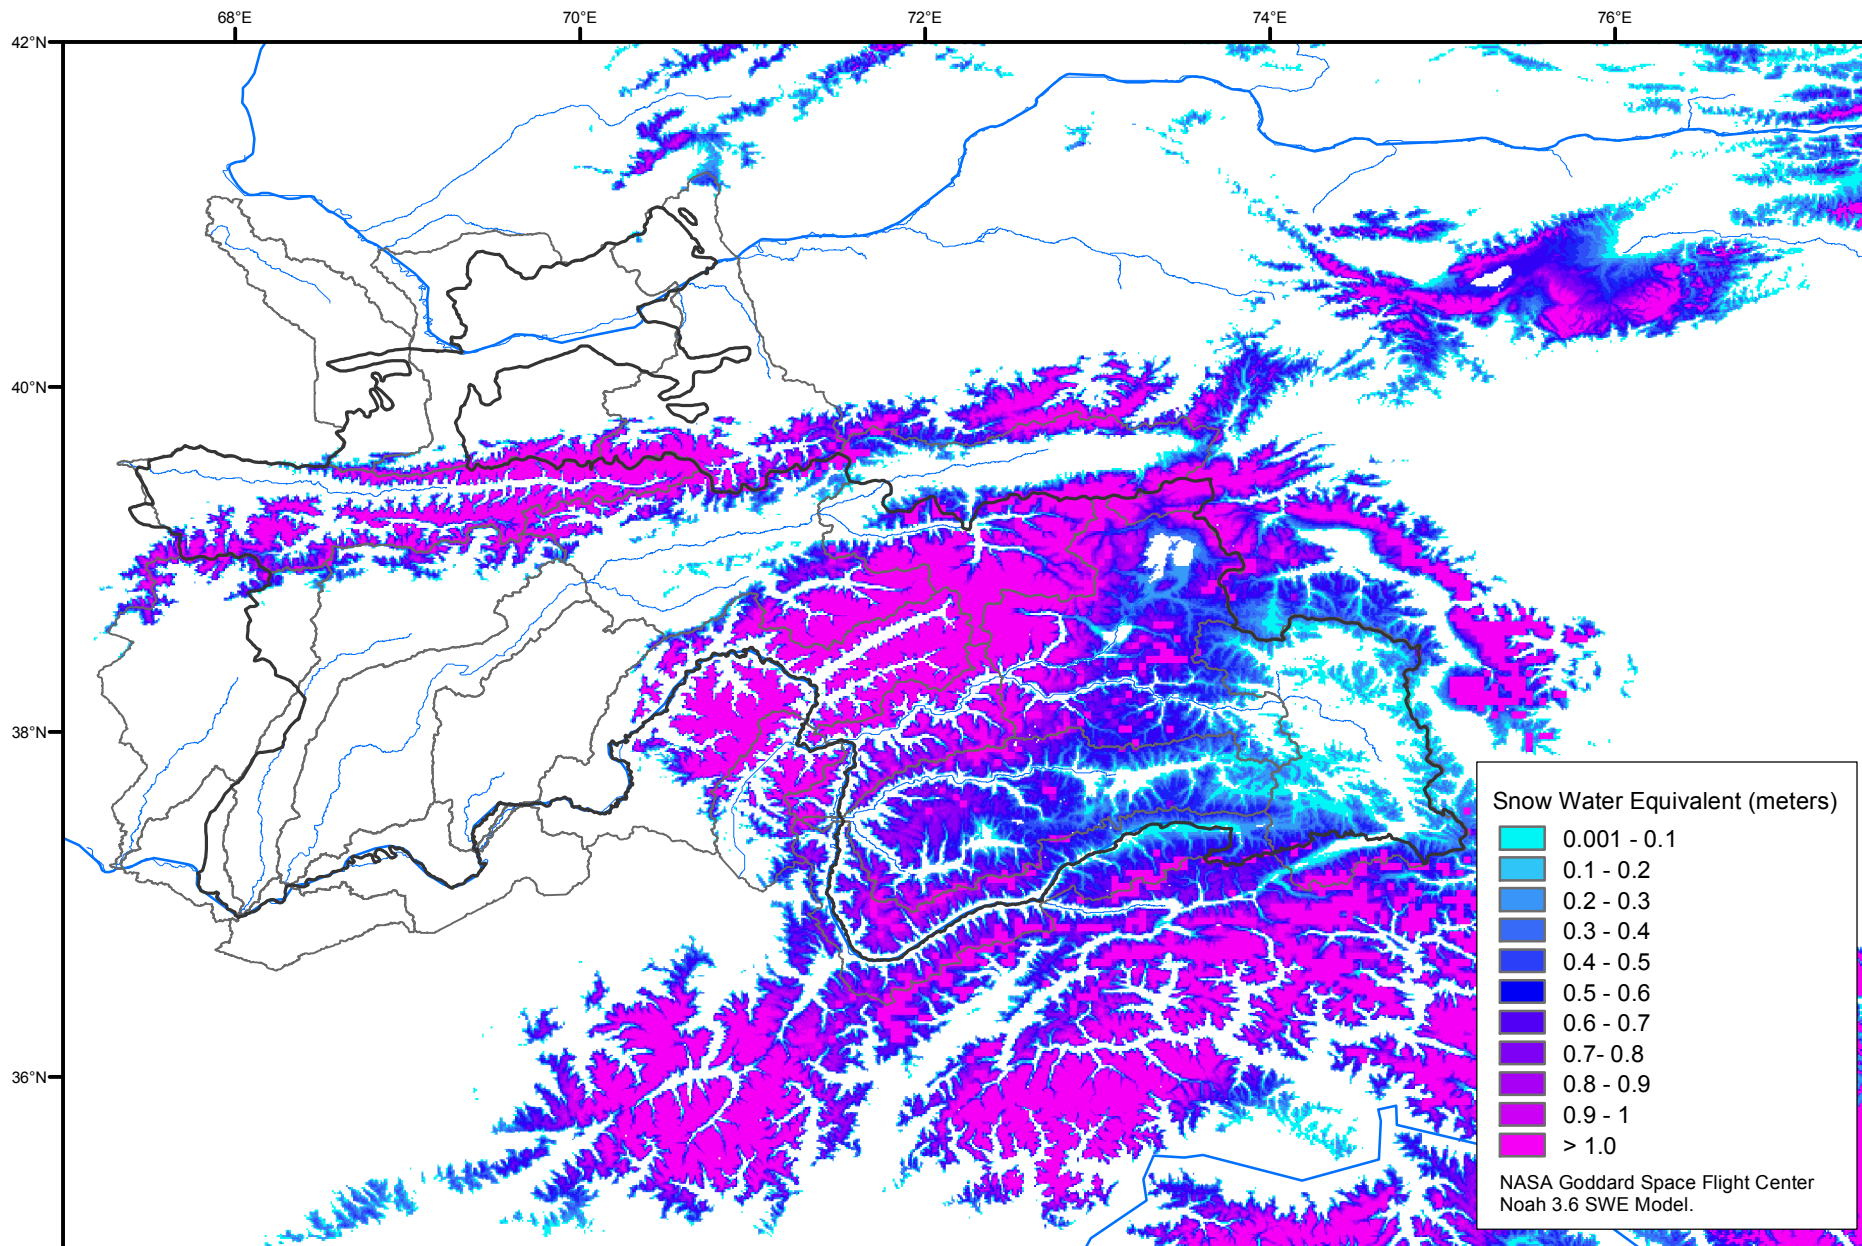 68°E
70°E
72°E
74°E
76°E
42°N
40°N
38°N
36°N
Snow Water Equivalent (meters)
0.001 - 0.1
0.1 - 0.2
0.2 - 0.3
0.3 - 0.4
0.4 - 0.5
0.5 - 0.6
0.6 - 0.7
0.7- 0.8
0.8 - 0.9
0.9 - 1
> 1.0
NASA Goddard Space Flight Center
Noah 3.6 SWE Model.